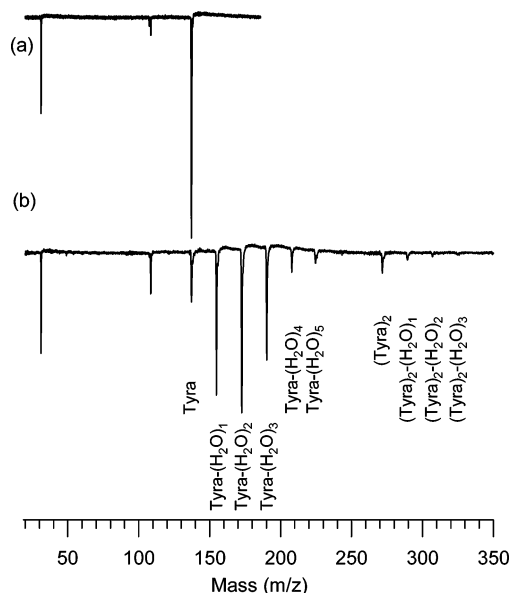 (a)
(b)
Tyra
Tyra-(H₂O)₁
Tyra-(H₂O)₂
Tyra-(H₂O)₃
Tyra-(H₂O)₄
Tyra-(H₂O)₅
(Tyra)₂
(Tyra)₂-(H₂O)₁
(Tyra)₂-(H₂O)₂
(Tyra)₂-(H₂O)₃
50 100 150 200 250 300 350
Mass (m/z)